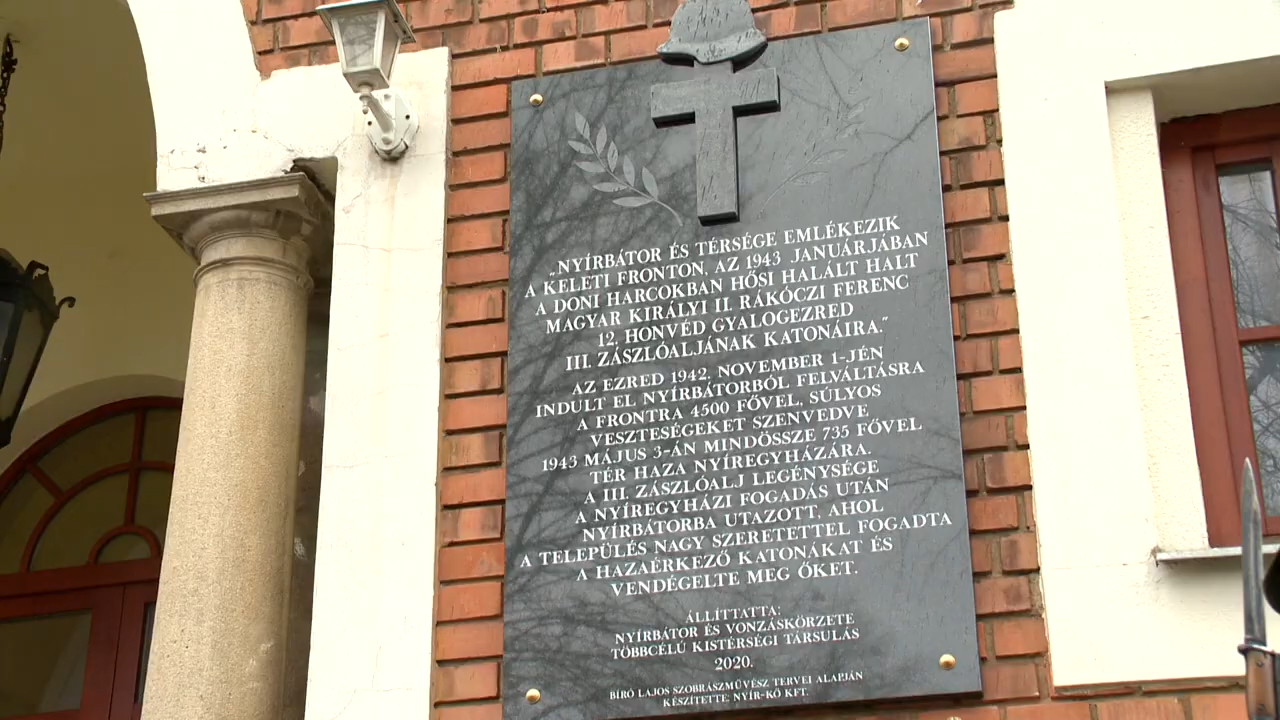 „NYÍRBÁTOR ÉS TÉRSÉGE EMLÉKEZIK
A KELETI FRONTON, AZ 1943 JANUÁRJÁBAN
A DONI HARCOKBAN HŐSI HALÁLT HALT
MAGYAR KIRÁLYI II. RÁKÓCZI FERENC
12. HONVÉD GYALOGEZRED
III. ZÁSZLÓALJÁNAK KATONÁIRA.”
AZ EZRED 1942. NOVEMBER 1-JÉN
INDULT EL NYÍRBÁTORBÓL FELVÁLTÁSRA
A FRONTRA 4500 FŐVEL, SÚLYOS
VESZTESÉGEKET SZENVEDVE
1943 MÁJUS 3-ÁN MINDÖSSZE 735 FŐVEL
TÉR HAZA NYÍREGYHÁZÁRA.
A III. ZÁSZLÓALJ LEGÉNYSÉGE
A NYÍREGYHÁZI FOGADÁS UTÁN
NYÍRBÁTORBA UTAZOTT, AHOL
A TELEPÜLÉS NAGY SZERETETTEL FOGADTA
A HAZAÉRKEZŐ KATONÁKAT ÉS
VENDÉGELTE MEG ŐKET.
ÁLLÍTTATTA:
NYÍRBÁTOR ÉS VONZÁSKÖRZETE
TÖBBCÉLÚ KISTÉRSÉGI TÁRSULÁS
2020.
BÍRÓ LAJOS SZOBRÁSZMŰVÉSZ TERVEI ALAPJÁN
KÉSZÍTETTE: NYÍR-KŐ KFT.